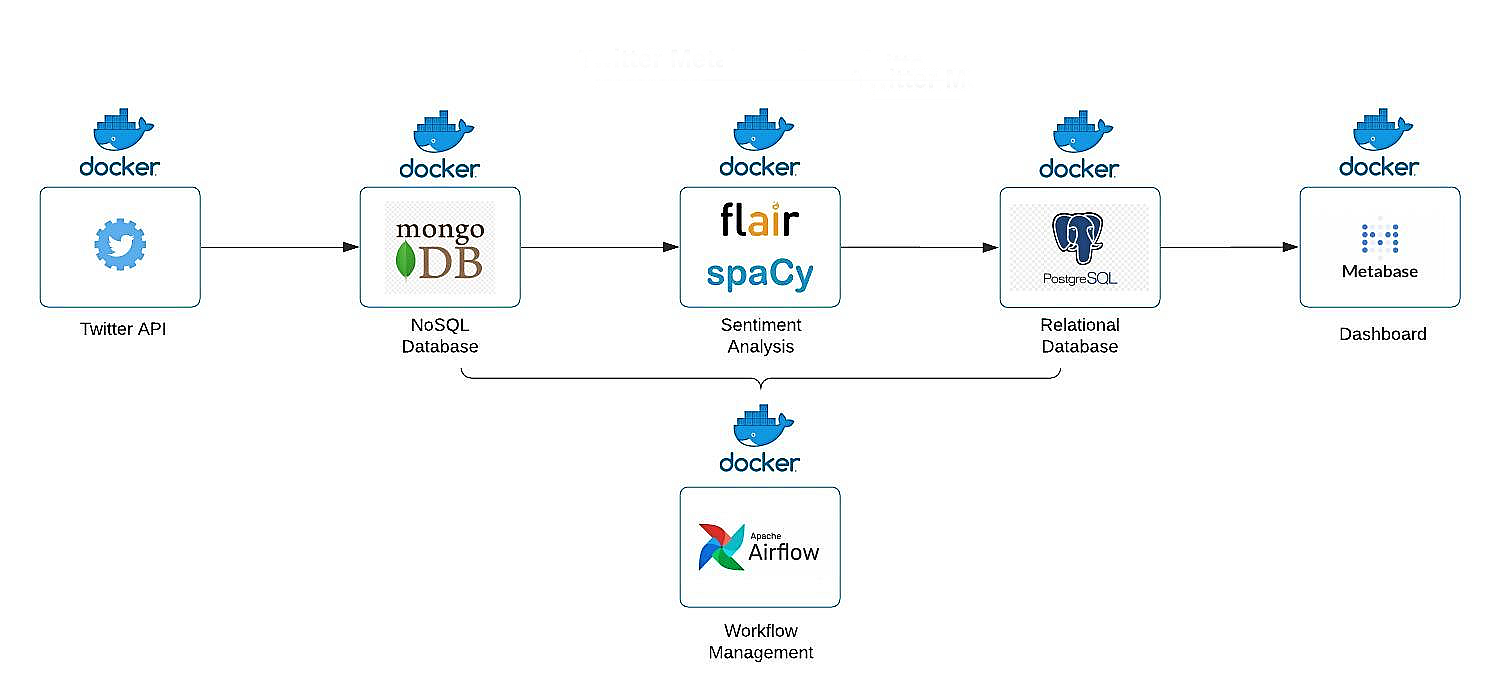 docker
docker
docker
docker
docker
mongo
DB
flair
spaCy
PostgreSQL
Metabase
Twitter API
NoSQL
Database
Sentiment
Analysis
Relational
Database
Dashboard
docker
Apache
Airflow
Workflow
Management